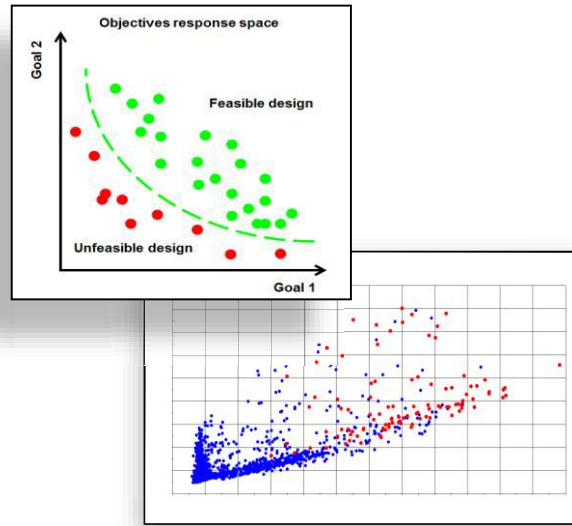 Objectives response space
Goal 2
Feasible design
Unfeasible design
Goal 1